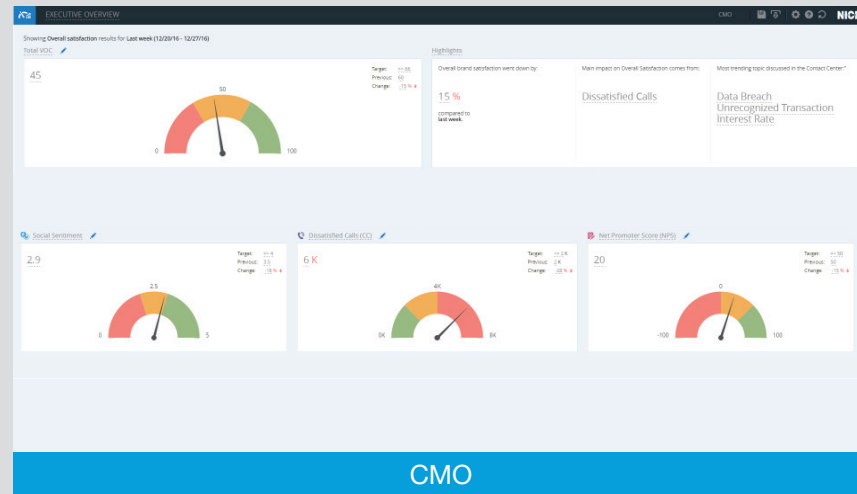 EXECUTIVE OVERVIEW
CMO
NICE
Showing Overall satisfaction results for Last week (12/20/16 - 12/27/16)
Total VOC
45
Target:
Previous: 60
Change: -15 %
50
0
100
Highlights
Overall brand satisfaction were down by:
15 %
compared to
last week.
Main impact on Overall Satisfaction comes from:
Dissatisfied Calls
Most trending topic discussed in the Contact Center:"
Data Breach
Unrecognized Transaction
Interest Rate
Social Sentiment
2.9
Target:
Previous:
Change:
2.5
0
5
Dissatisfied Calls (CC)
6 K
Target:
Previous: 2 K
Change:
4K
0K
8K
Net Promoter Score (NPS)
20
Target:
Previous:
Change:
0
-100
100
CMO